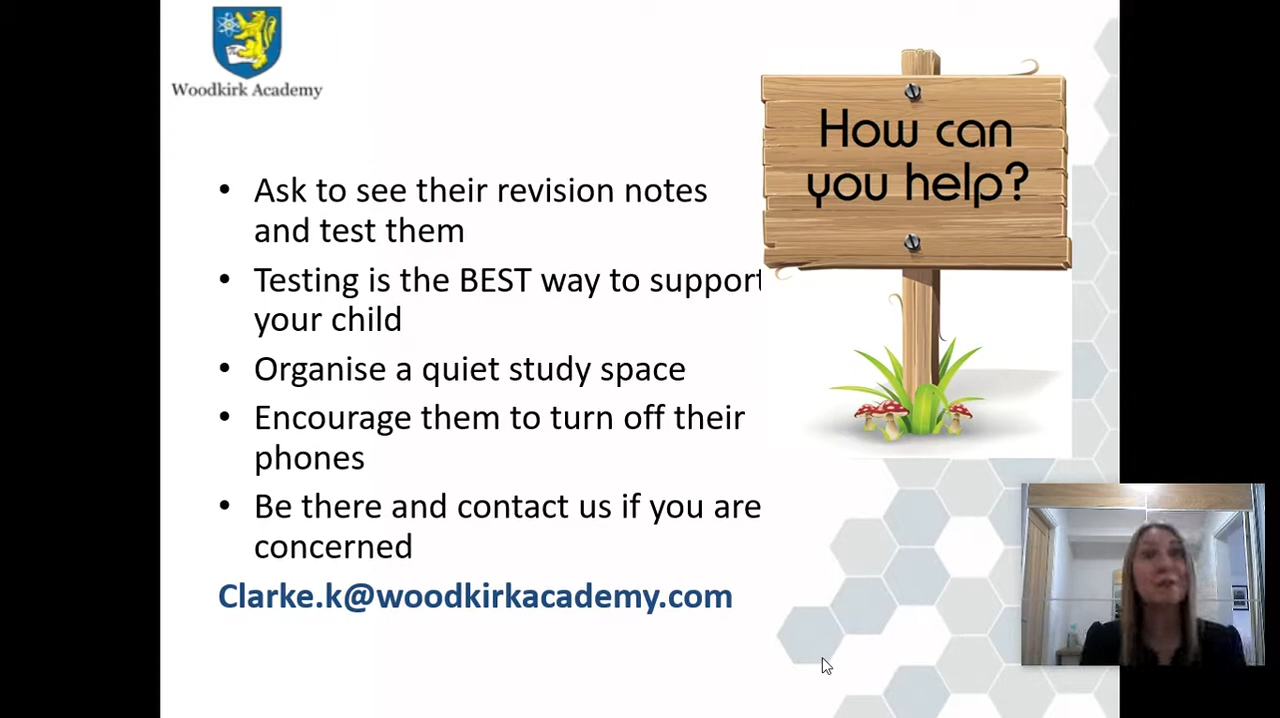 Woodkirk Academy
How can
you help?
• Ask to see their revision notes
and test them
• Testing is the BEST way to support
your child
• Organise a quiet study space
• Encourage them to turn off their
phones
• Be there and contact us if you are
concerned
Clarke.k@woodkirkacademy.com